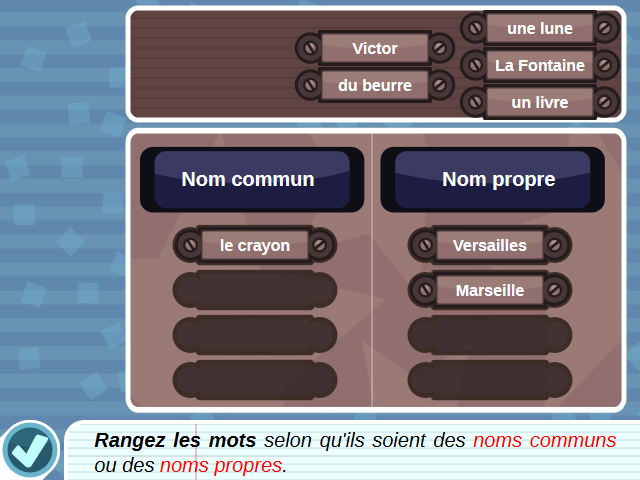 une lune
Victor
La Fontaine
du beurre
un livre
Nom commun
Nom propre
le crayon
Versailles
Marseille
Rangez les mots selon qu'ils soient des noms communs
ou des noms propres.